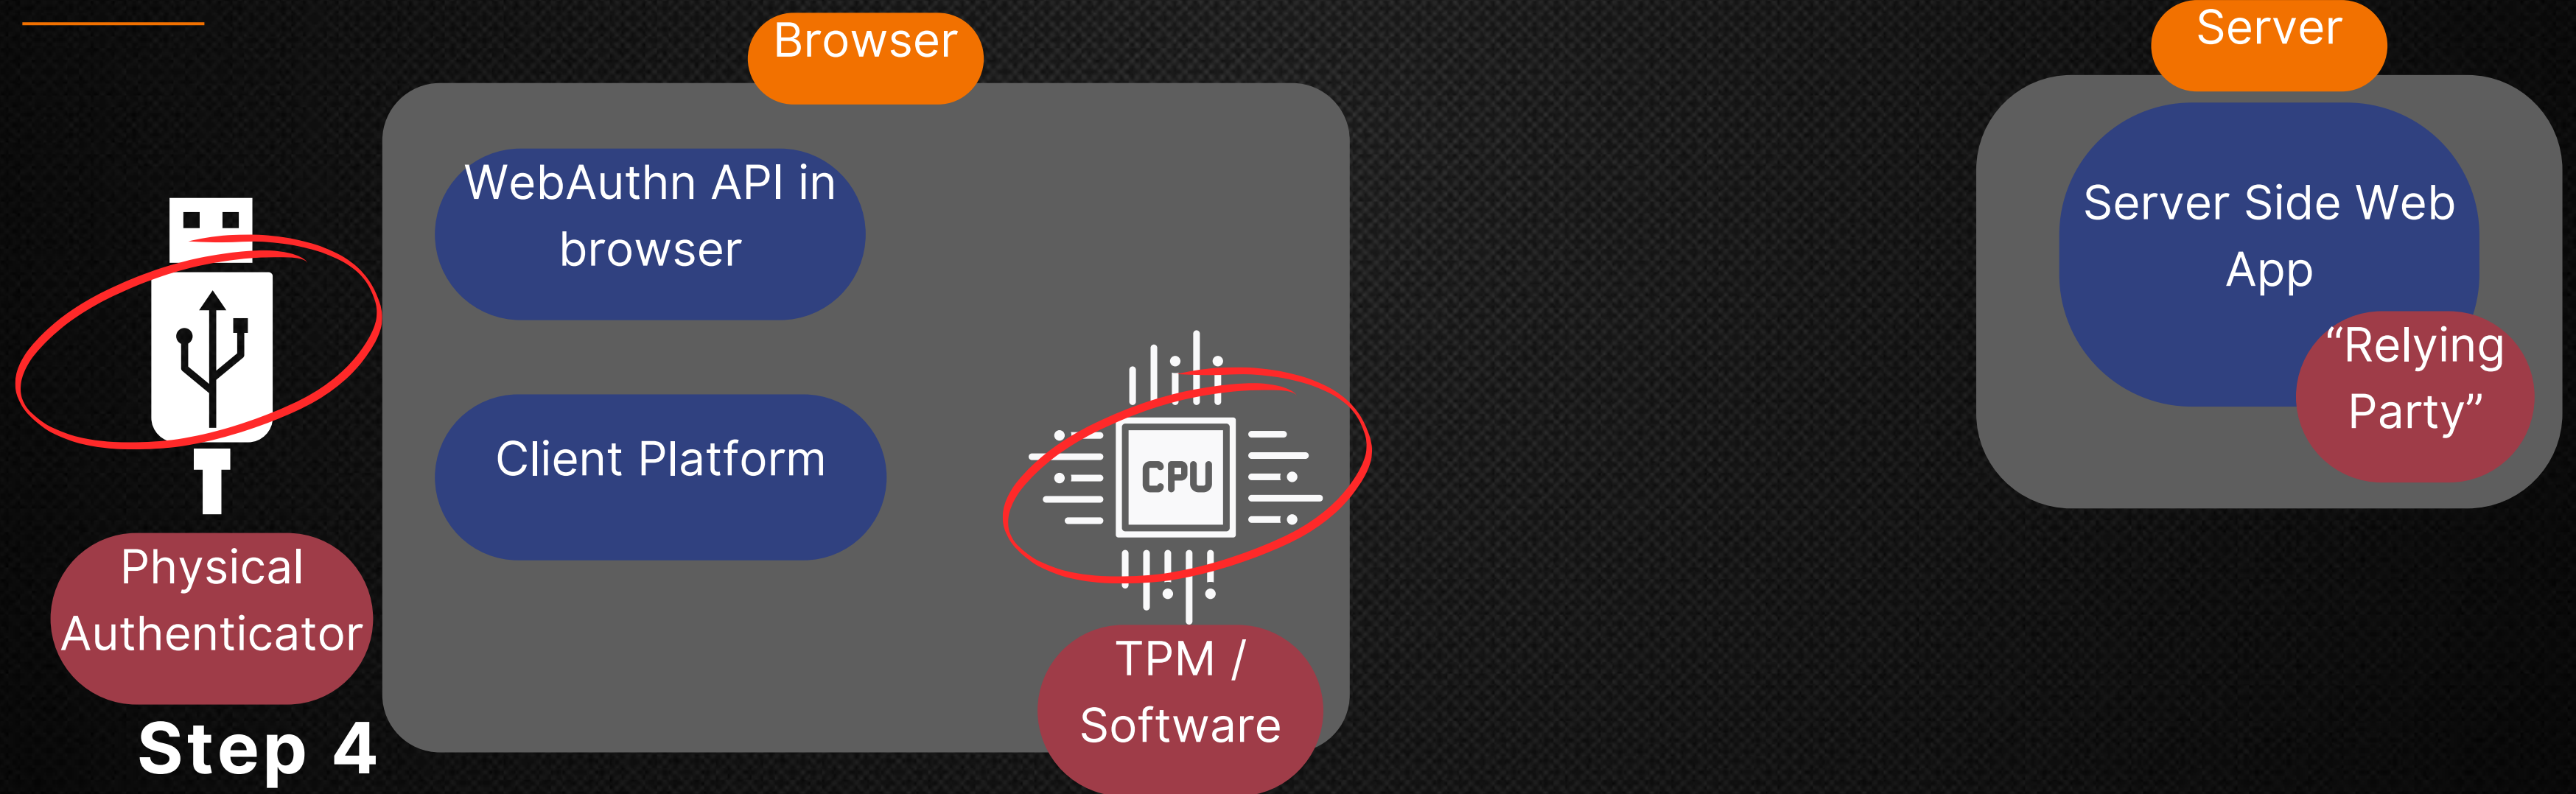 Browser
Server
WebAuthn API in
browser
Server Side Web
App
“Relying
Party”
Client Platform
CPU
Physical
Authenticator
TPM /
Software
Step 4